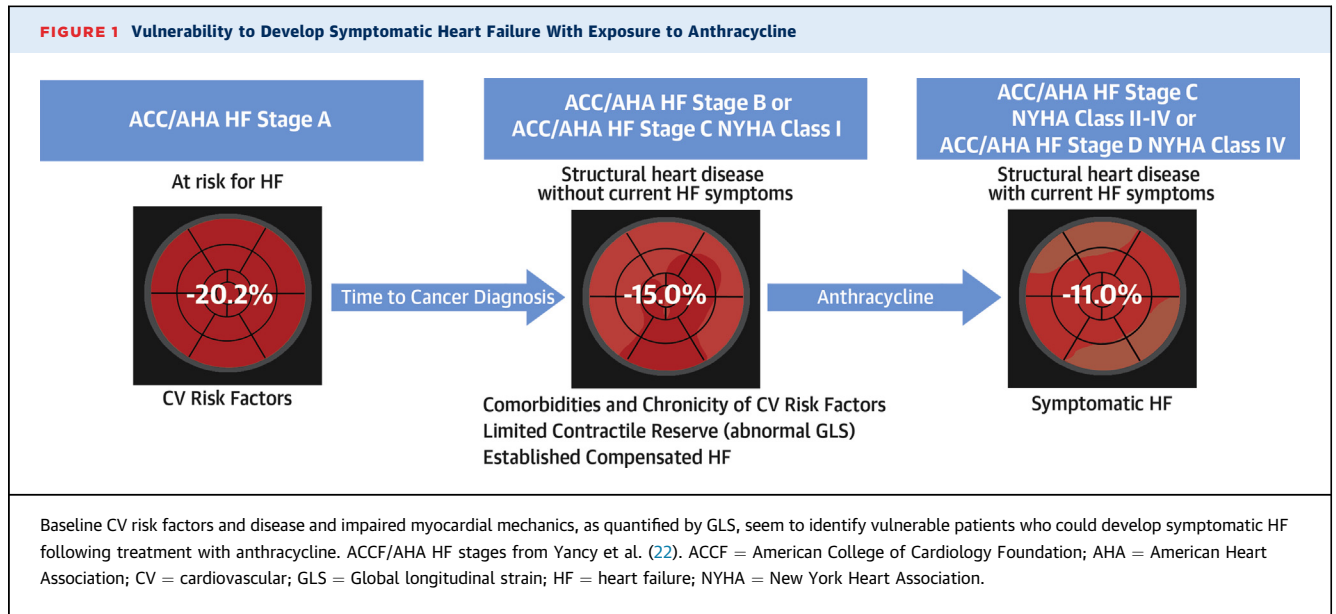 FIGURE 1 Vulnerability to Develop Symptomatic Heart Failure With Exposure to Anthracycline
ACC/AHA HF Stage A
At risk for HF
-20.2%
CV Risk Factors
Time to Cancer Diagnosis
ACC/AHA HF Stage B or
ACC/AHA HF Stage C NYHA Class I
Structural heart disease
without current HF symptoms
-15.0%
Comorbidities and Chronicity of CV Risk Factors
Limited Contractile Reserve (abnormal GLS)
Established Compensated HF
Anthracycline
ACC/AHA HF Stage C
NYHA Class II-IV or
ACC/AHA HF Stage D NYHA Class IV
Structural heart disease
with current HF symptoms
-11.0%
Symptomatic HF
Baseline CV risk factors and disease and impaired myocardial mechanics, as quantified by GLS, seem to identify vulnerable patients who could develop symptomatic HF
following treatment with anthracycline. ACCF/AHA HF stages from Yancy et al. (22). ACCF = American College of Cardiology Foundation; AHA = American Heart
Association; CV = cardiovascular; GLS = Global longitudinal strain; HF = heart failure; NYHA = New York Heart Association.